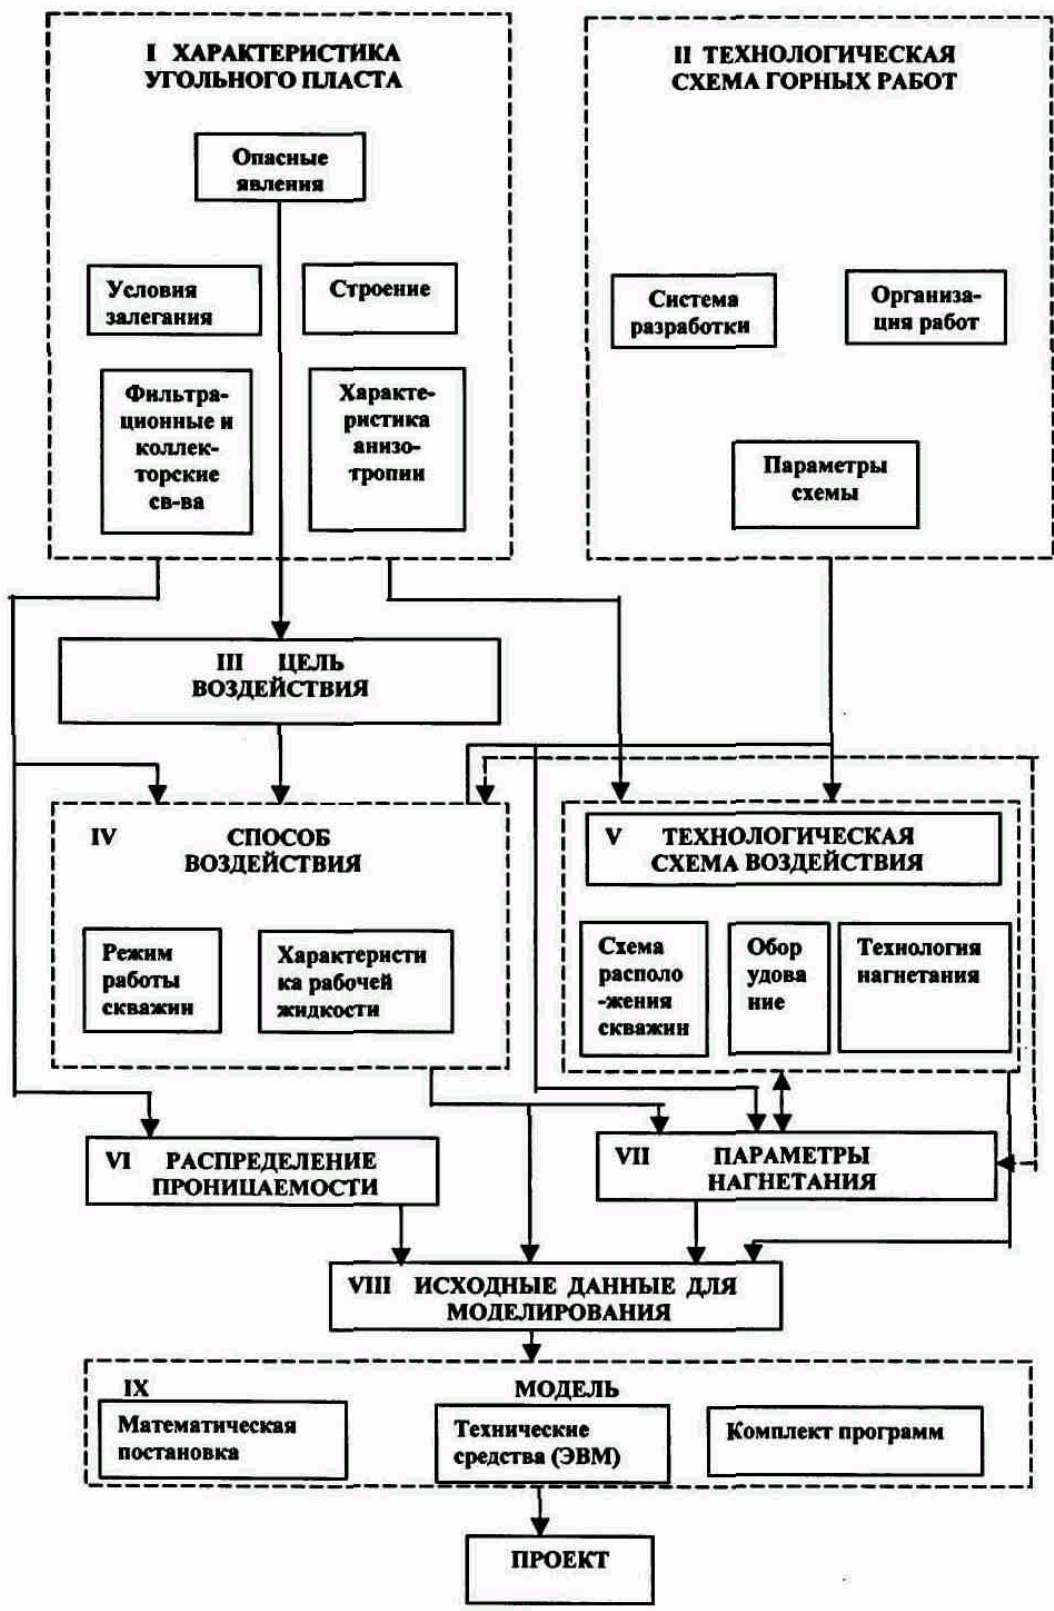 I ХАРАКТЕРИСТИКА
УГОЛЬНОГО ПЛАСТА
Опасные
явления
Условия
залегания
Строение
Фильтра-
ционные и
коллек-
торские
св-ва
Характе-
ристика
анизо-
тропии
II ТЕХНОЛОГИЧЕСКАЯ
СХЕМА ГОРНЫХ РАБОТ
Система
разработки
Организа-
ция работ
Параметры
схемы
III ЦЕЛЬ
ВОЗДЕЙСТВИЯ
IV СПОСОБ
ВОЗДЕЙСТВИЯ
Режим
работы
скважин
Характеристи
ка рабочей
жидкости
V ТЕХНОЛОГИЧЕСКАЯ
СХЕМА ВОЗДЕЙСТВИЯ
Схема
располо
-жения
скважин
Обор
удова
ние
Технология
нагнетания
VI РАСПРЕДЕЛЕНИЕ
ПРОНИЦАЕМОСТИ
VII ПАРАМЕТРЫ
НАГНЕТАНИЯ
VIII ИСХОДНЫЕ ДАННЫЕ ДЛЯ
МОДЕЛИРОВАНИЯ
IX МОДЕЛЬ
Математическая
постановка
Технические
средства (ЭВМ)
Комплект программ
ПРОЕКТ